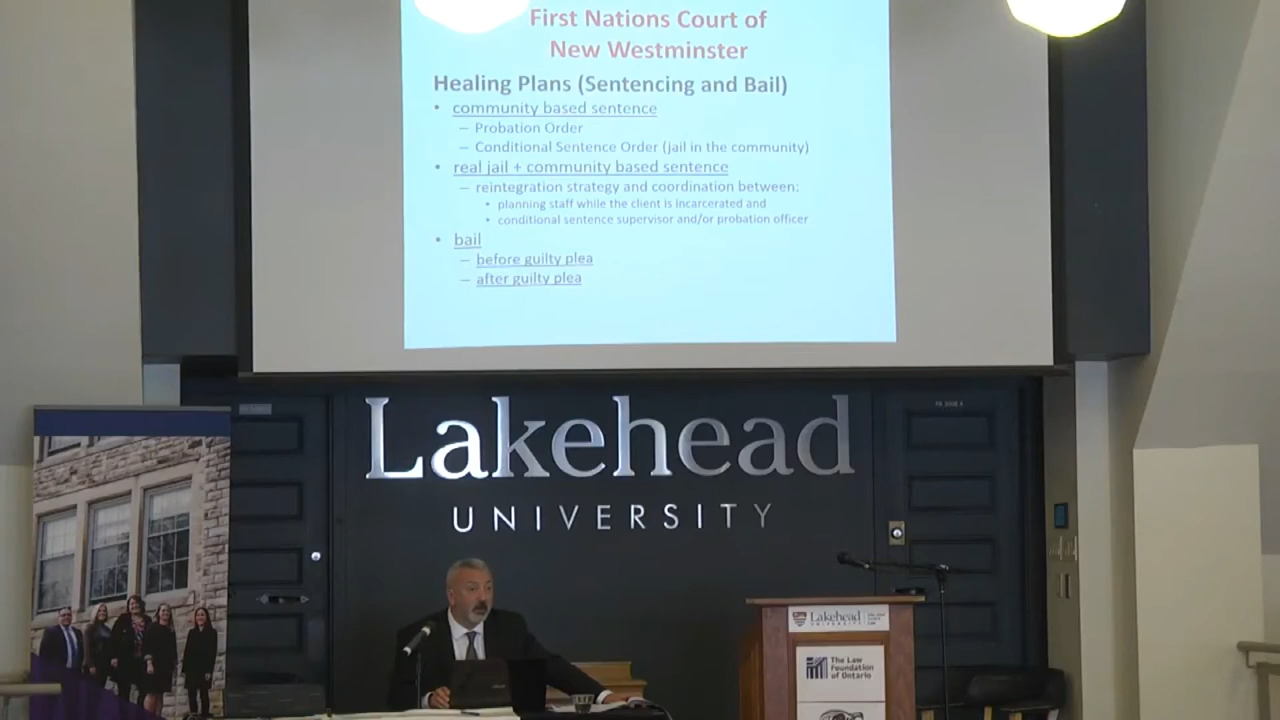 First Nations Court of
New Westminster
Healing Plans (Sentencing and Bail)
• community based sentence
– Probation Order
– Conditional Sentence Order (jail in the community)
• real jail + community based sentence
– reintegration strategy and coordination between:
• planning staff while the client is incarcerated and
• conditional sentence supervisor and/or probation officer
• bail
– before guilty plea
– after guilty plea
Lakehead
UNIVERSITY
Lakehead
UNIVERSITY
The Law
Foundation
of Ontario